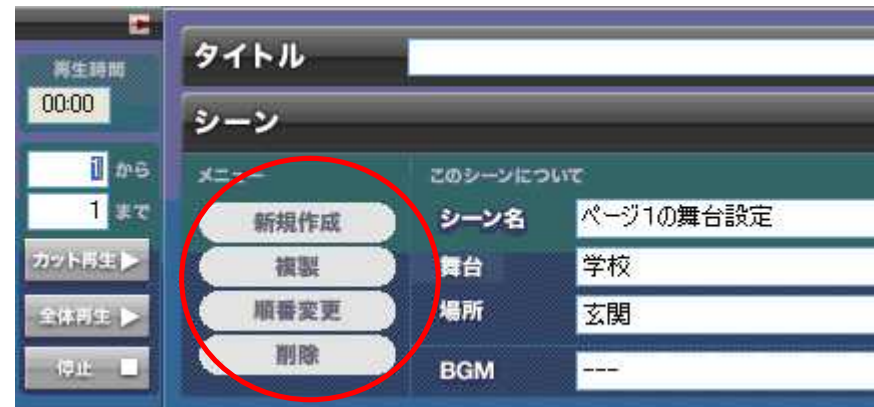 再生時間
00:00
1 から
1 まで
カット再生
全体再生
停止
タイトル
シーン
メニュー
新規作成
複製
順番変更
削除
このシーンについて
シーン名 ページ1の舞台設定
舞台 学校
場所 玄関
BGM ---